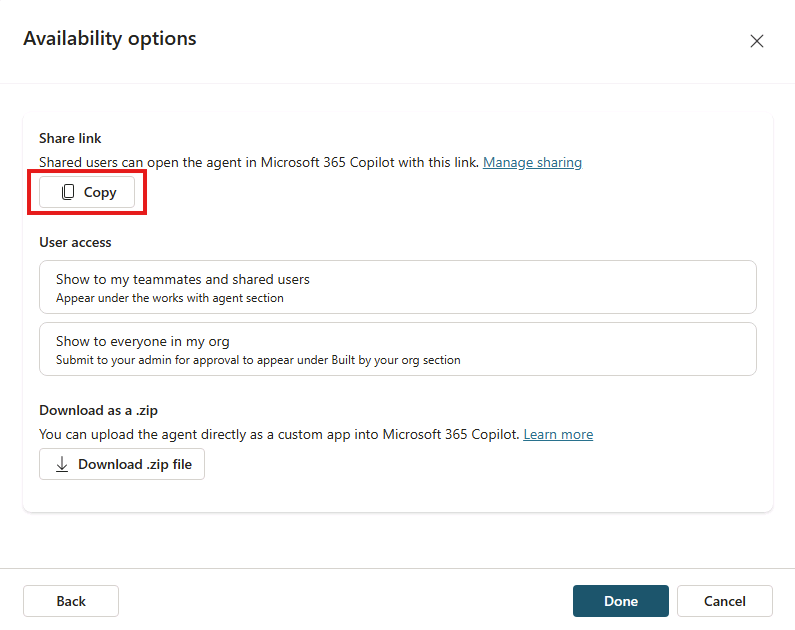 Availability options
Share link
Shared users can open the agent in Microsoft 365 Copilot with this link. Manage sharing
Copy
User access
Show to my teammates and shared users
Appear under the works with agent section
Show to everyone in my org
Submit to your admin for approval to appear under Built by your org section
Download as a .zip
You can upload the agent directly as a custom app into Microsoft 365 Copilot. Learn more
Download .zip file
Back Done Cancel